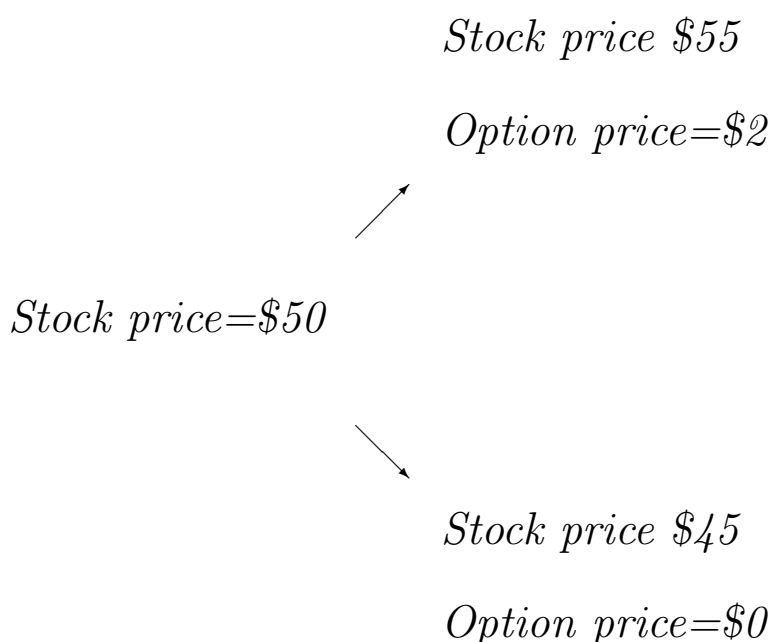 Stock price $55
Option price=$2
Stock price=$50
Stock price $45
Option price=$0